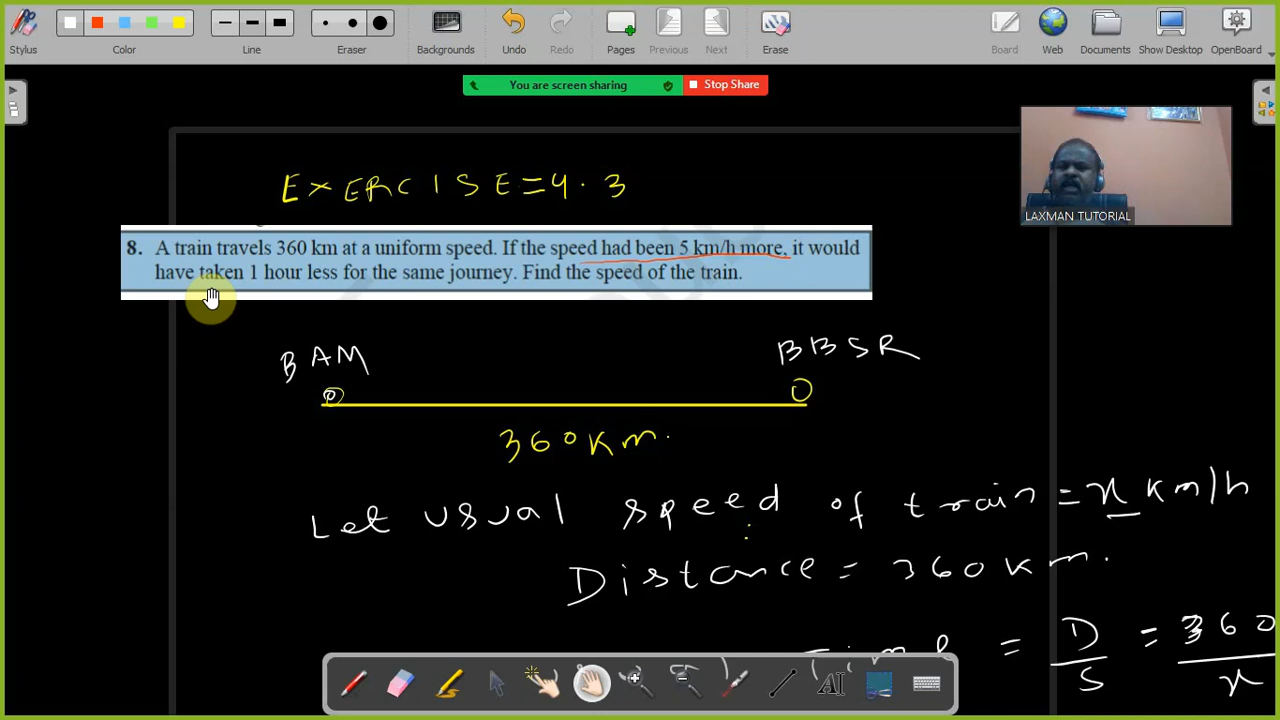 Stylus Color Line Eraser Backgrounds Undo Redo Pages Previous Next Erase Board Web Documents Show Desktop OpenBoard
You are screen sharing Stop Share
LAXMAN TUTORIAL
EXERCISE=4.3
8. A train travels 360 km at a uniform speed. If the speed had been 5 km/h more, it would
have taken 1 hour less for the same journey. Find the speed of the train.
BAM BBSR
360km.
Let usual speed of train = x km/h
Distance = 360km.
= D/S = 360/x